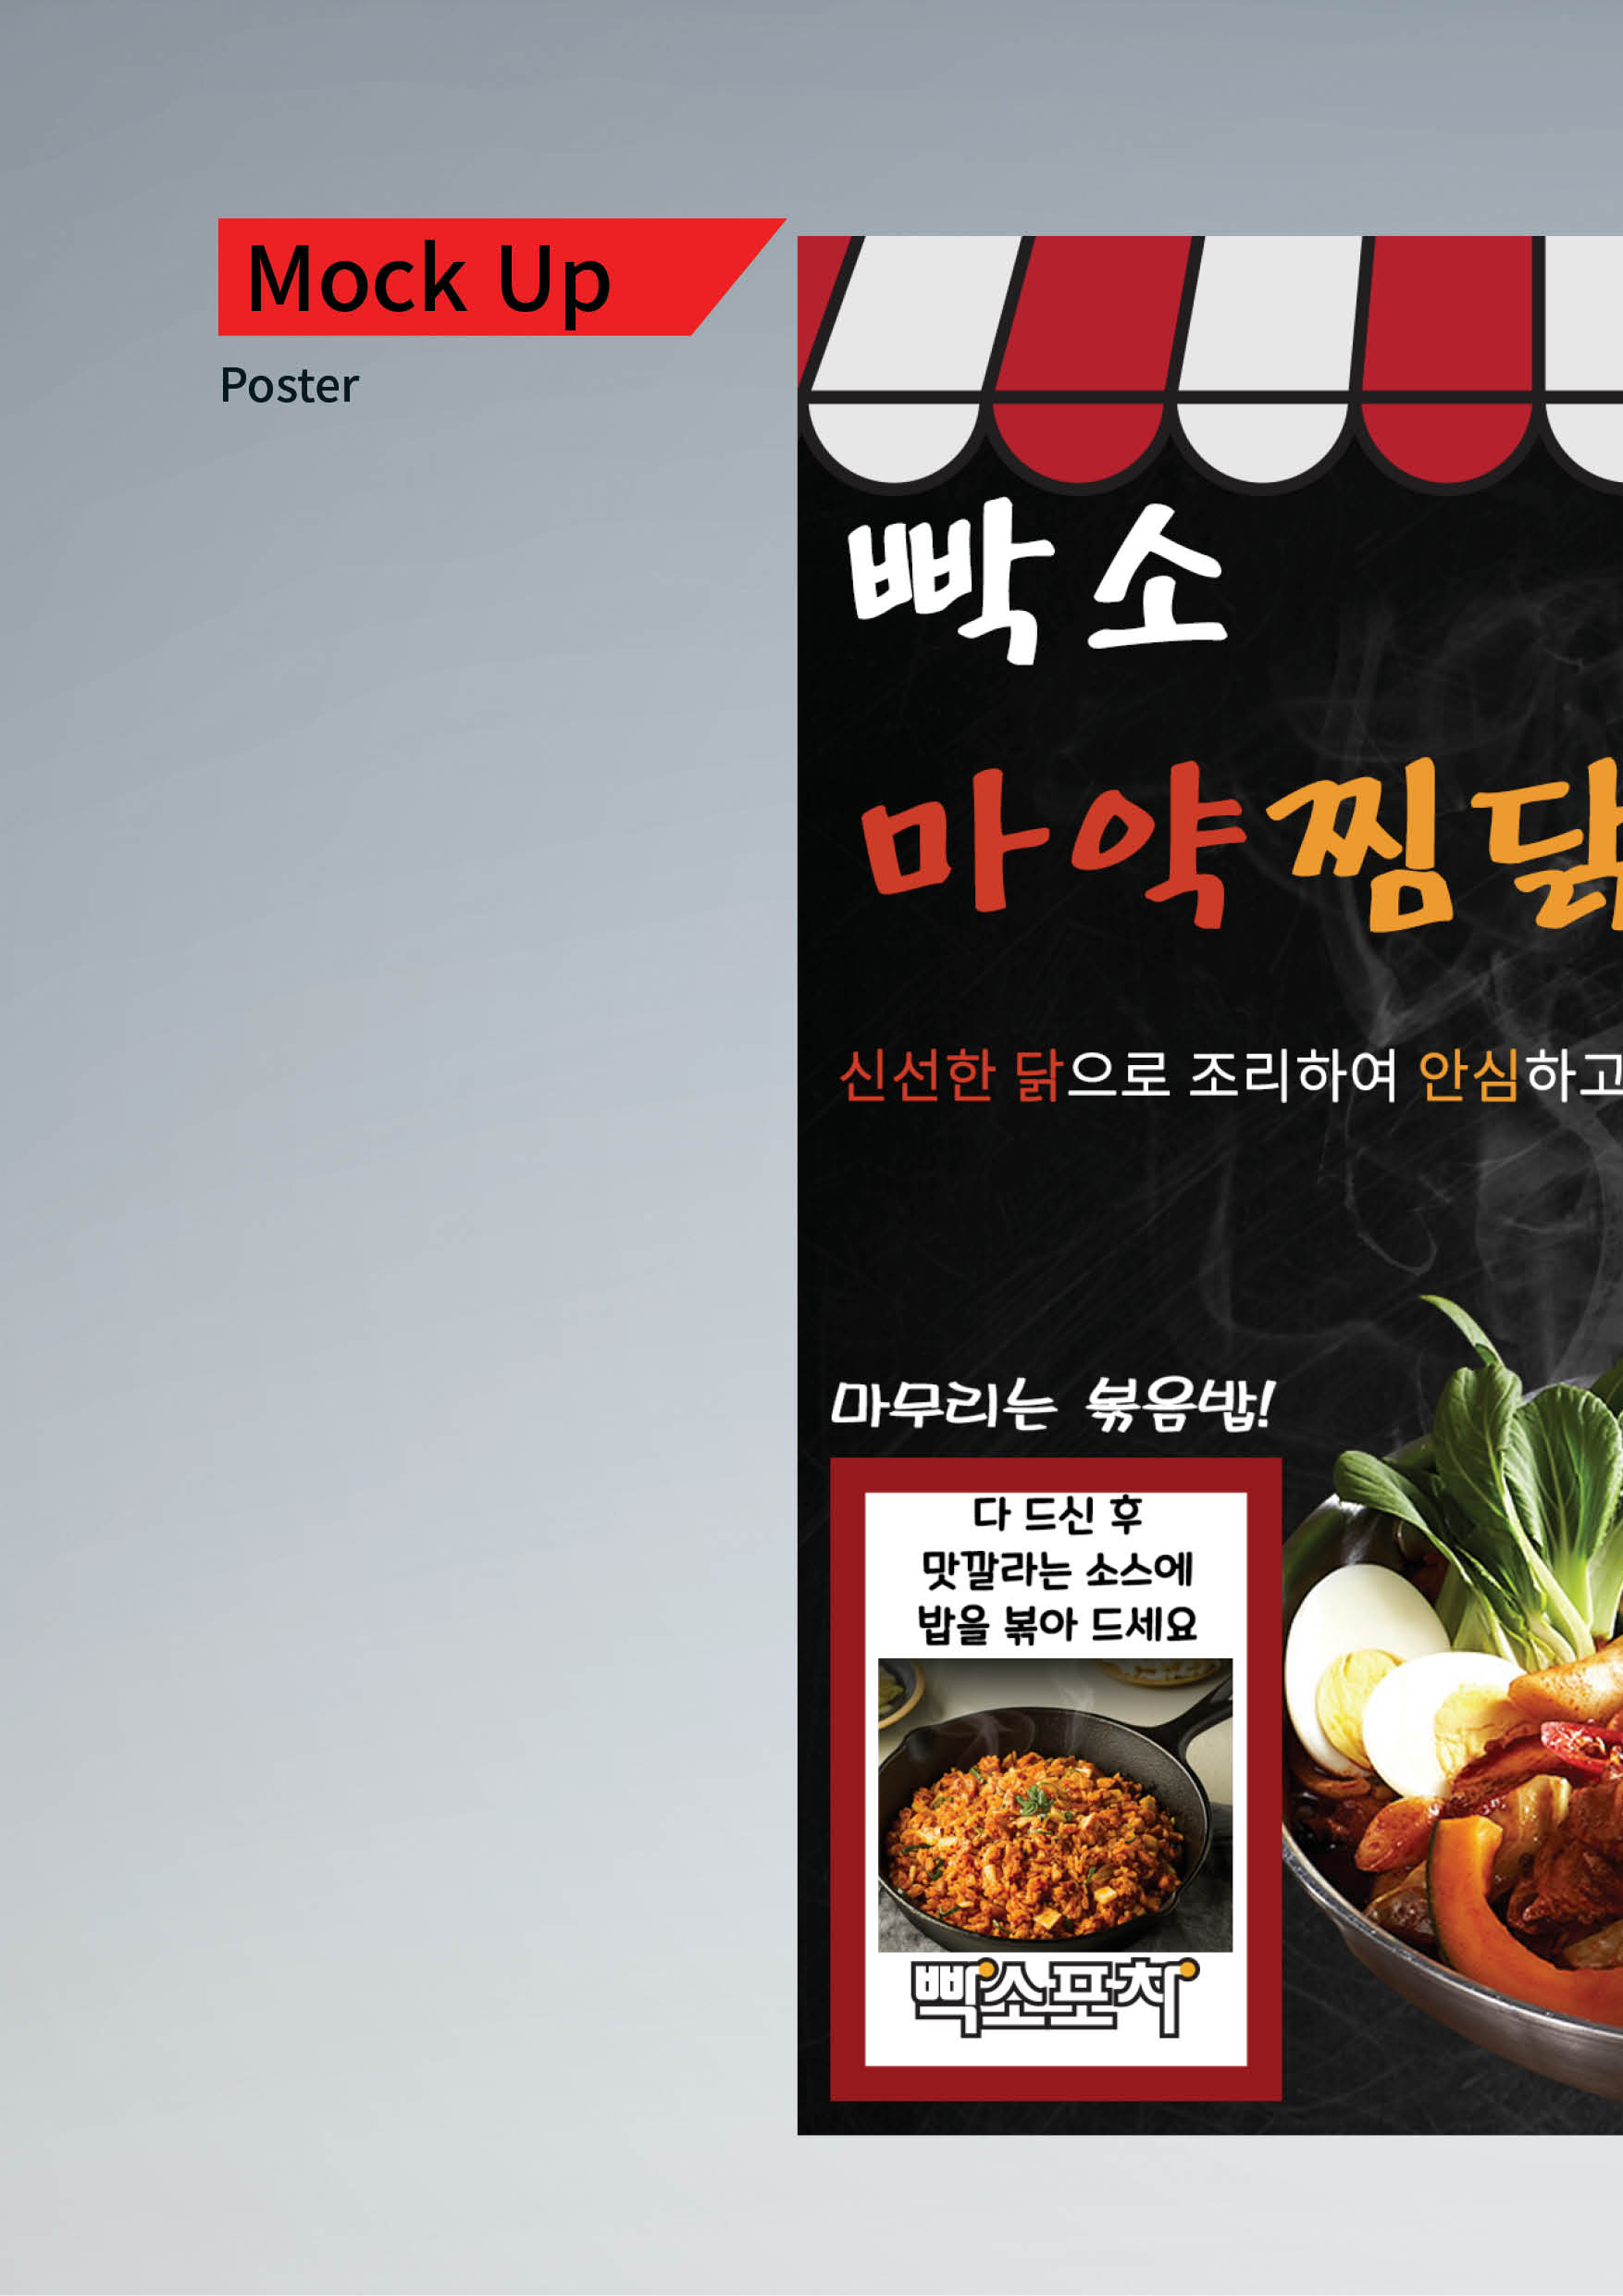 Mock Up
Poster
빡소
마약찜닭
신선한 닭으로 조리하여 안심하고
마무리는 볶음밥!
다 드신 후
맛깔라는 소스에
밥을 볶아 드세요
빡소포차